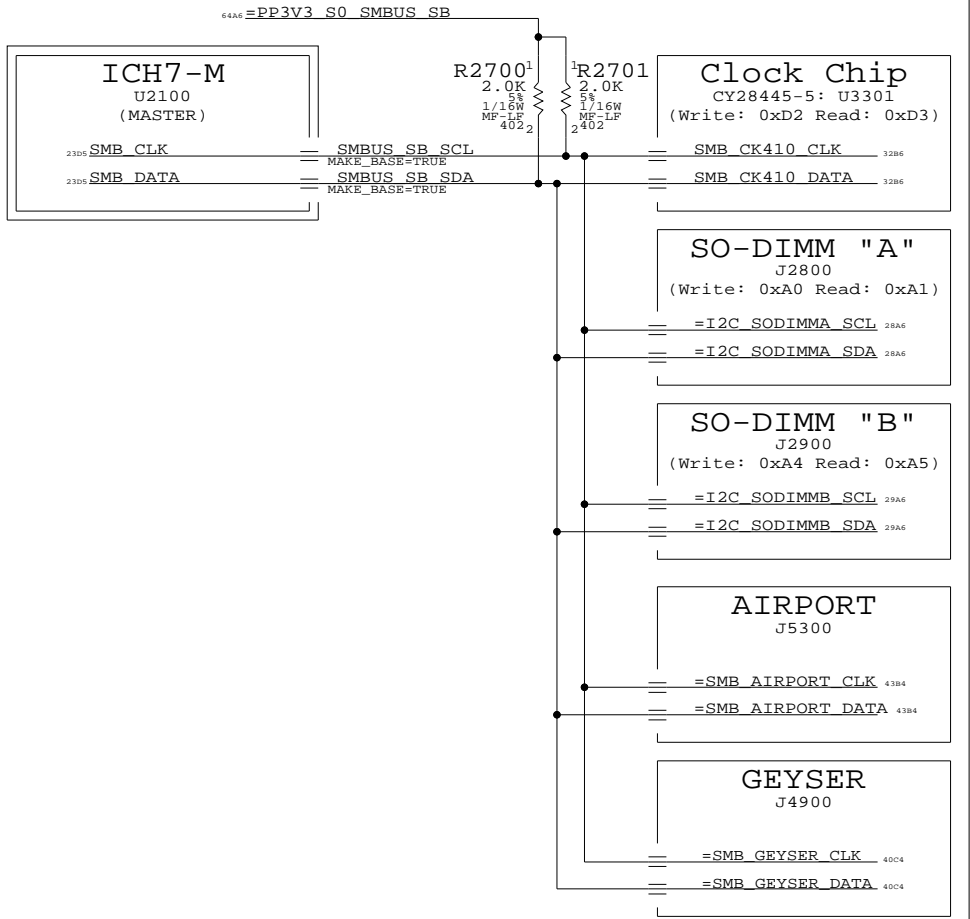 64A6 =PP3V3_S0_SMBUS_SB
ICH7-M
U2100
(MASTER)
23D5 SMB_CLK
23D5 SMB_DATA
SMBUS_SB_SCL
MAKE_BASE=TRUE
SMBUS_SB_SDA
MAKE_BASE=TRUE
R2700 1
2.0K
5%
1/16W
MF-LF
402 2
1 R2701
2.0K
5%
1/16W
MF-LF
2 402
Clock Chip
CY28445-5: U3301
(Write: 0xD2 Read: 0xD3)
SMB_CK410_CLK 32B6
SMB_CK410_DATA 32B6
SO-DIMM "A"
J2800
(Write: 0xA0 Read: 0xA1)
=I2C_SODIMMA_SCL 28A6
=I2C_SODIMMA_SDA 28A6
SO-DIMM "B"
J2900
(Write: 0xA4 Read: 0xA5)
=I2C_SODIMMB_SCL 29A6
=I2C_SODIMMB_SDA 29A6
AIRPORT
J5300
=SMB_AIRPORT_CLK 43B4
=SMB_AIRPORT_DATA 43B4
GEYSER
J4900
=SMB_GEYSER_CLK 40C4
=SMB_GEYSER_DATA 40C4